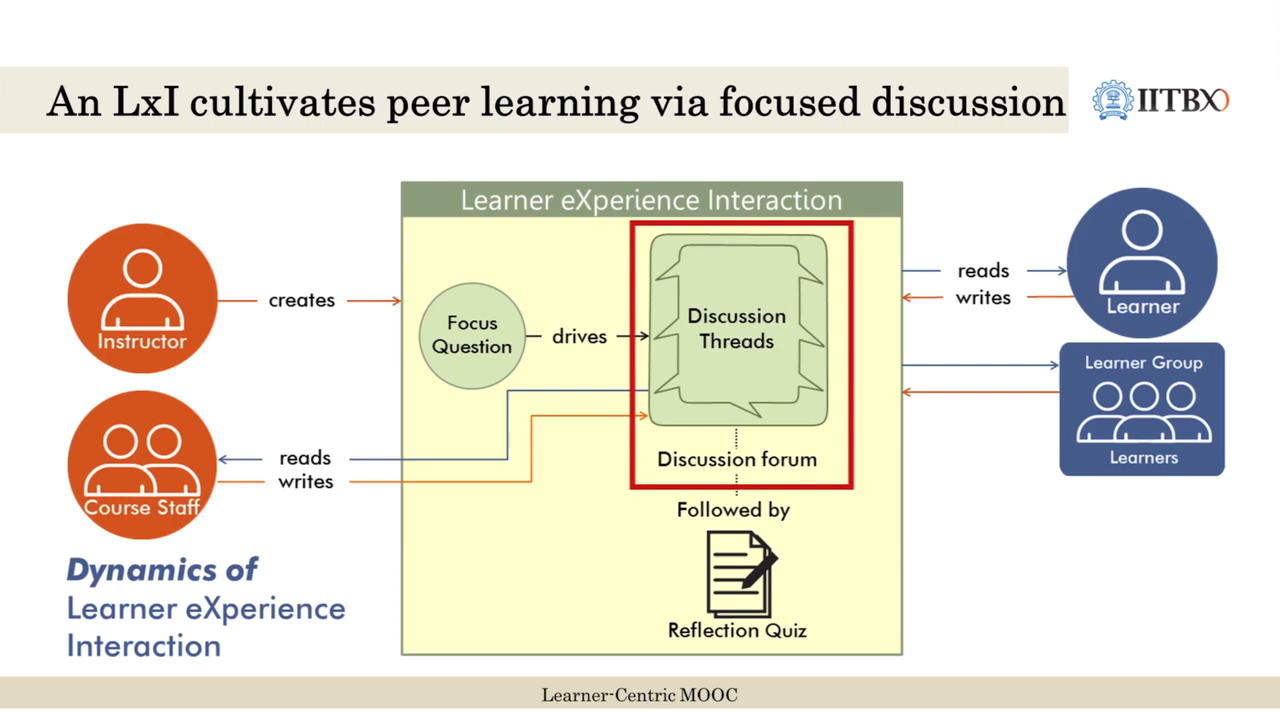 An LxI cultivates peer learning via focused discussion
IITBX
Learner eXperience Interaction
Instructor
creates
Focus
Question
drives
Discussion
Threads
reads
writes
Learner
Learner Group
Learners
Course Staff
reads
writes
Discussion forum
Followed by
Reflection Quiz
Dynamics of
Learner eXperience
Interaction
Learner-Centric MOOC